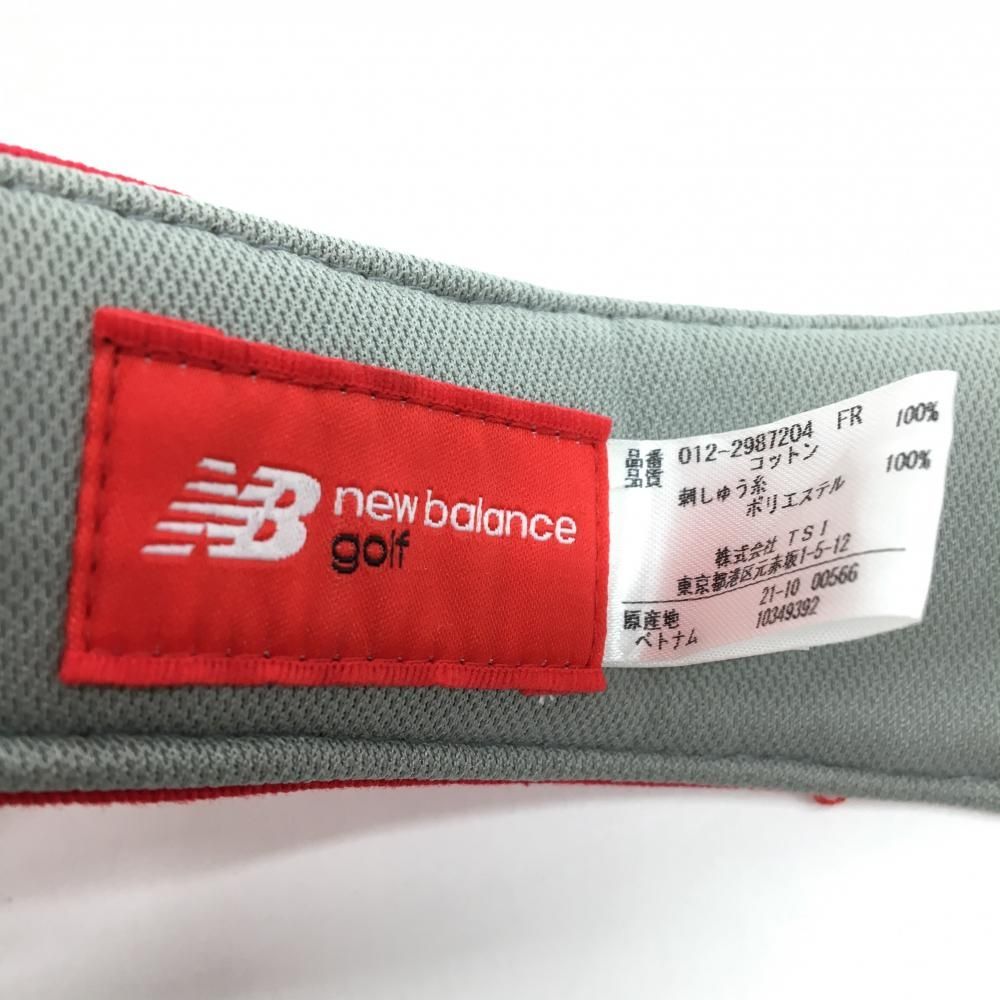 NB
new balance
golf
品番 012-2987204 FR
品質 コットン 100%
刺しゅう糸
ポリエステル 100%
株式会社 TSI
東京都港区元赤坂1-5-12
21-10 00566
原産地 10349392
ベトナム